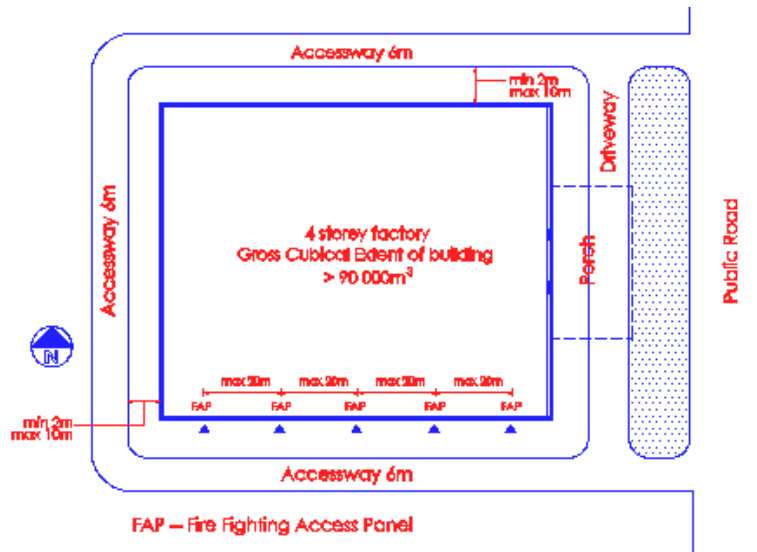 Accessway 6m
min 2m
max 10m
Driveway
Accessway 6m
4 storey factory
Gross Cubical Extent of building
> 90 000m³
Porch
Public Road
N
max 20m max 20m max 20m max 20m
FAP FAP FAP FAP FAP
min 2m
max 10m
Accessway 6m
FAP – Fire Fighting Access Panel